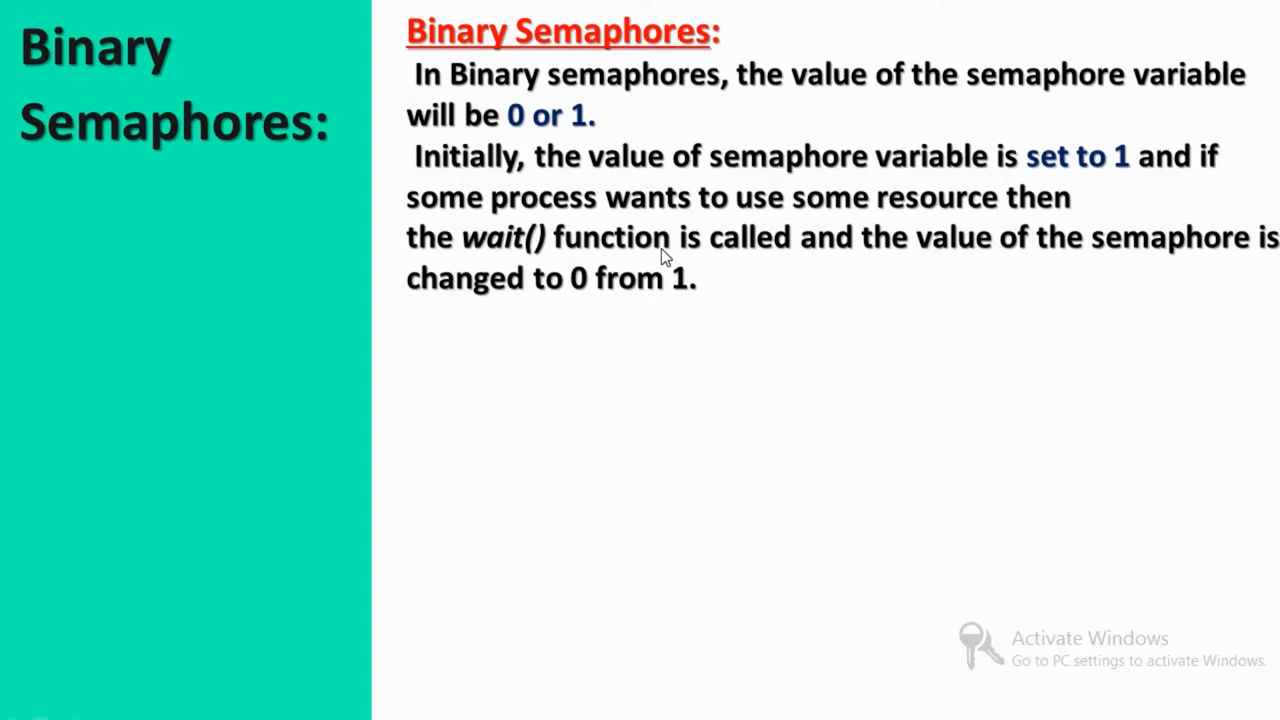 Binary
Semaphores:
Binary Semaphores:
In Binary semaphores, the value of the semaphore variable
will be 0 or 1.
Initially, the value of semaphore variable is set to 1 and if
some process wants to use some resource then
the wait() function is called and the value of the semaphore is
changed to 0 from 1.
Activate Windows
Go to PC settings to activate Windows.